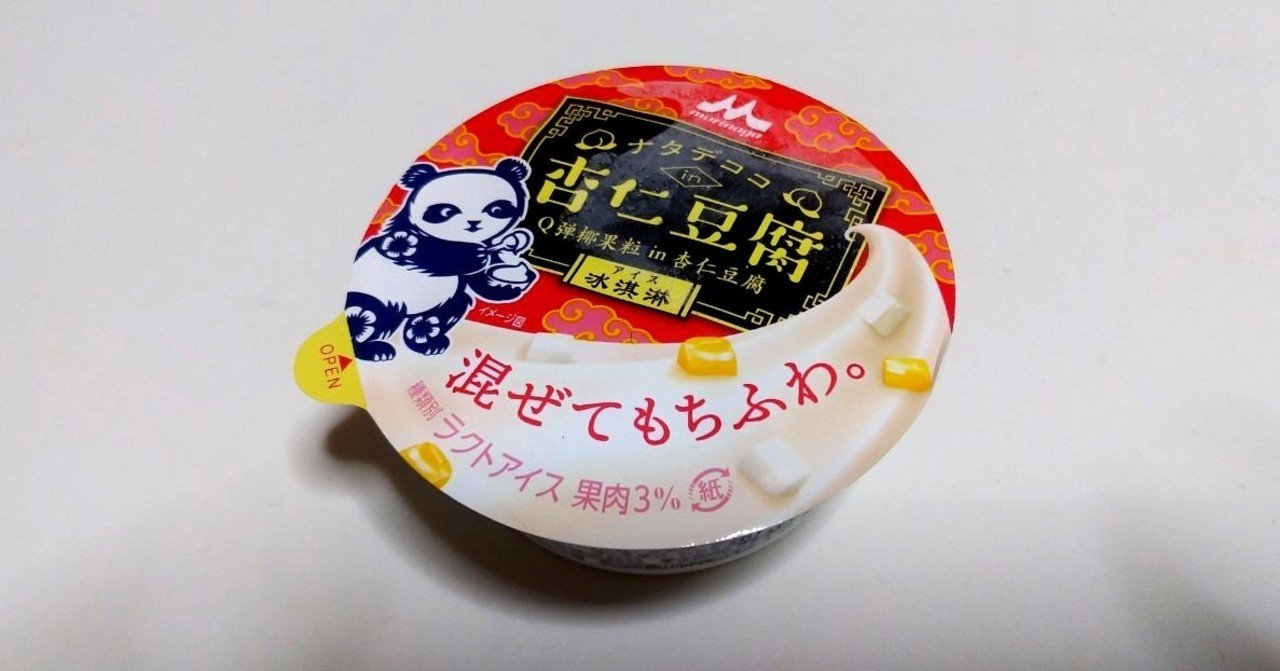 morinaga
ナタデココ
in
杏仁豆腐
Q弾椰果粒in杏仁豆腐
アイス
冰淇淋
イメージ図
OPEN
混ぜてもちふわ。
種類別 ラクトアイス 果肉3% 紙